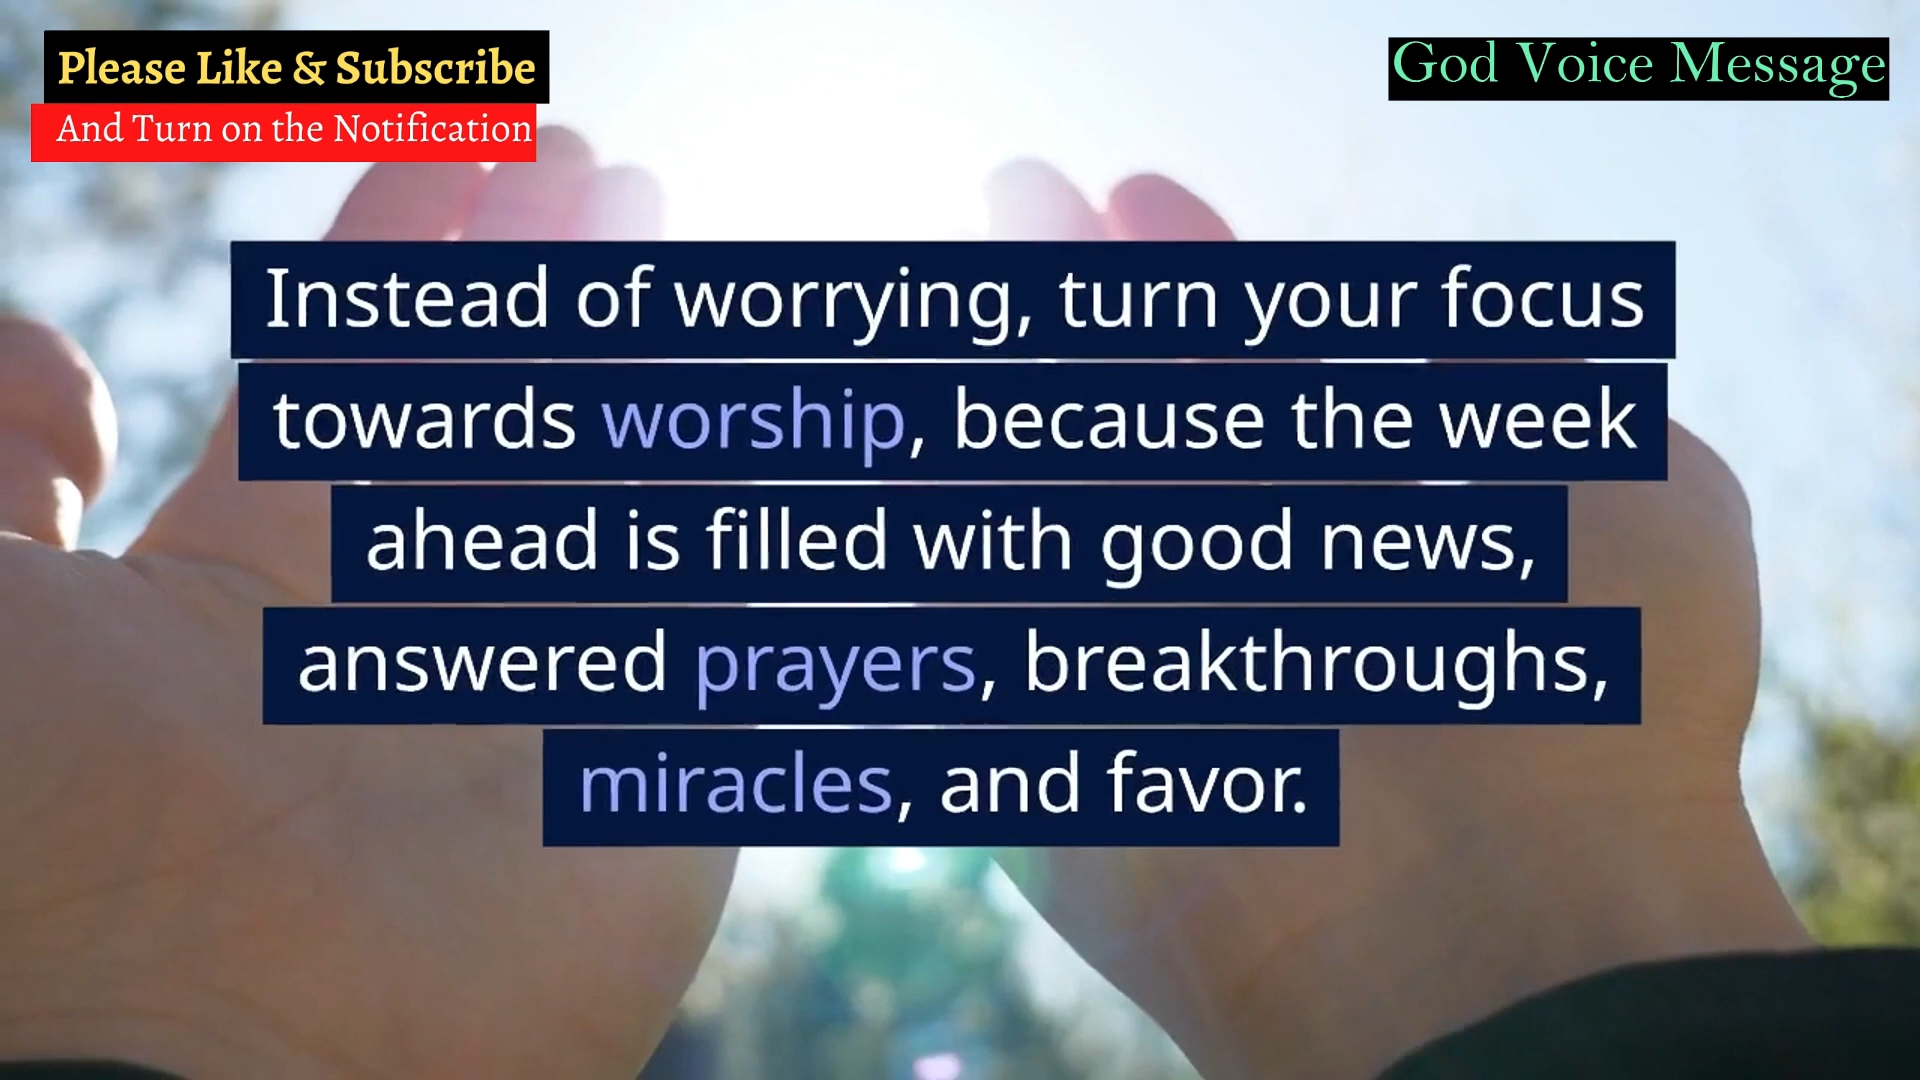 Please Like & Subscribe
And Turn on the Notification
God Voice Message
Instead of worrying, turn your focus
towards worship, because the week
ahead is filled with good news,
answered prayers, breakthroughs,
miracles, and favor.